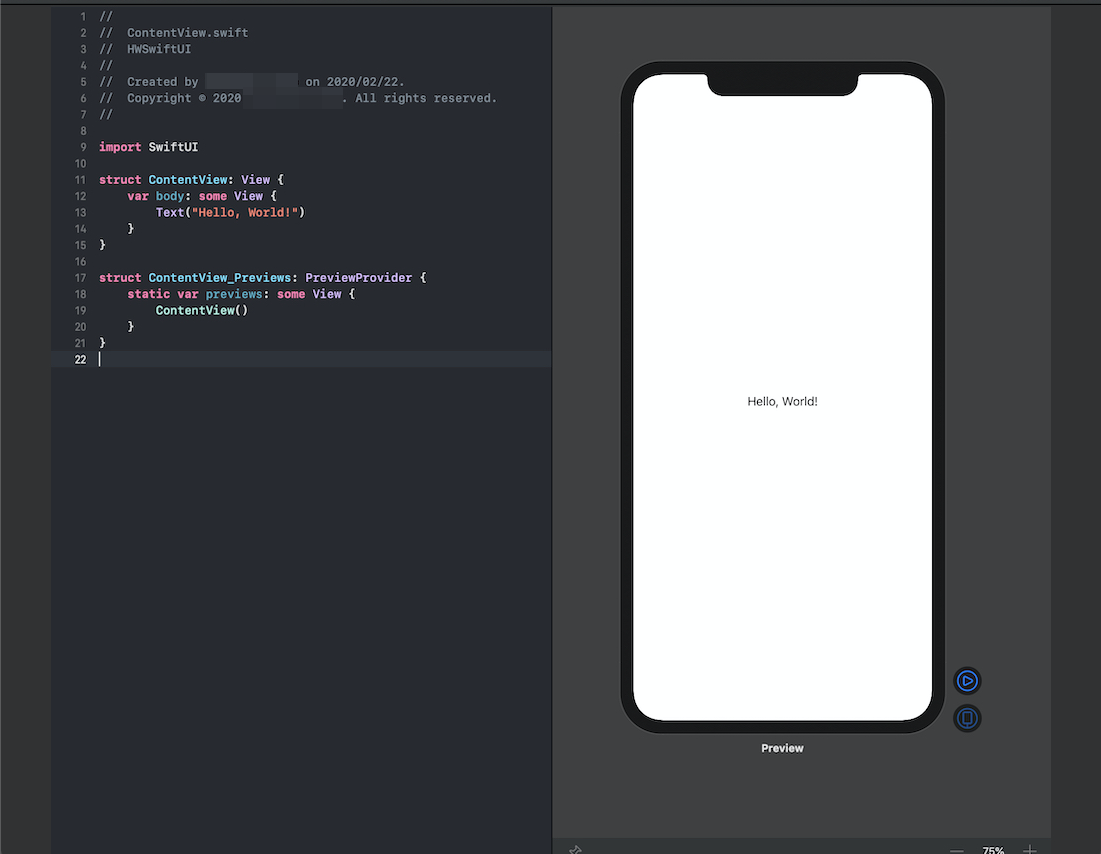 1 //
2 // ContentView.swift
3 // HWSwiftUI
4 //
5 // Created by on 2020/02/22.
6 // Copyright © 2020 . All rights reserved.
7 //
8
9 import SwiftUI
10
11 struct ContentView: View {
12 var body: some View {
13 Text("Hello, World!")
14 }
15 }
16
17 struct ContentView_Previews: PreviewProvider {
18 static var previews: some View {
19 ContentView()
20 }
21 }
22
Hello, World!
Preview
75%